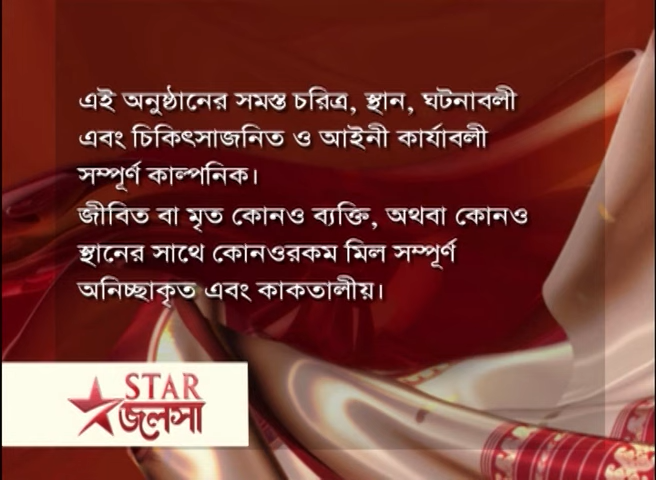 এই অনুষ্ঠানের সমস্ত চরিত্র, স্থান, ঘটনাবলী
এবং চিকিৎসাজনিত ও আইনী কার্যাবলী
সম্পূর্ণ কাল্পনিক।
জীবিত বা মৃত কোনও ব্যক্তি, অথবা কোনও
স্থানের সাথে কোনওরকম মিল সম্পূর্ণ
অনিচ্ছাকৃত এবং কাকতালীয়।
STAR
জলসা